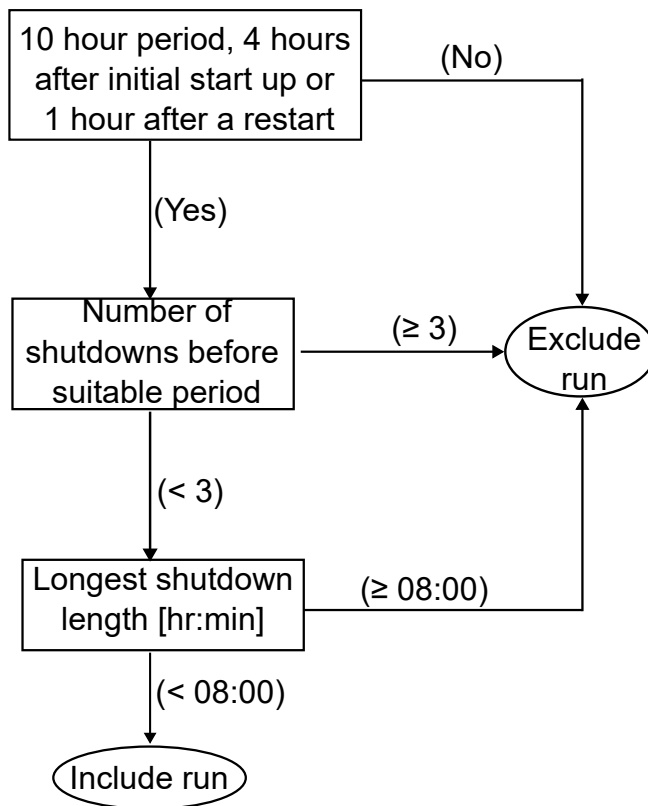 10 hour period, 4 hours
after initial start up or
1 hour after a restart
(No)
(Yes)
Number of
shutdowns before
suitable period
(≥ 3)
Exclude
run
(< 3)
Longest shutdown
length [hr:min]
(≥ 08:00)
(< 08:00)
Include run